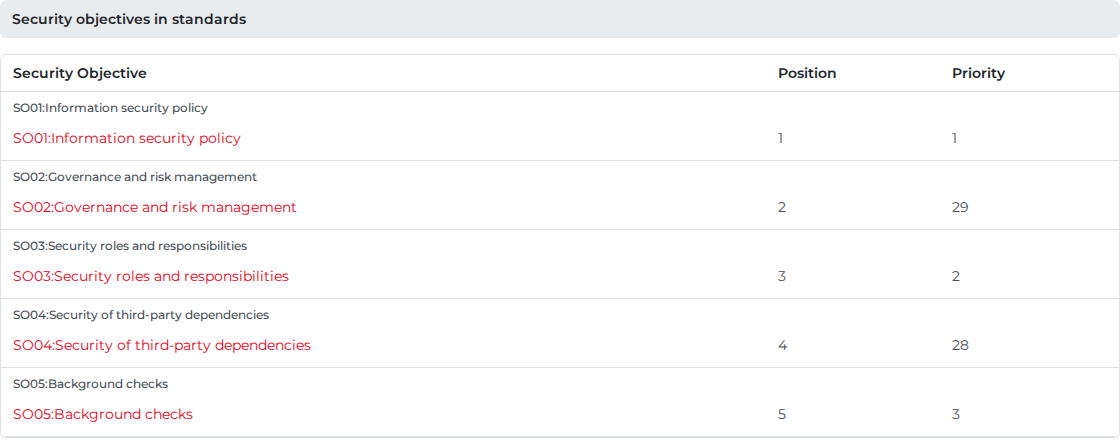 Security objectives in standards
Security Objective Position Priority
SO01:Information security policy
SO01:Information security policy 1 1
SO02:Governance and risk management
SO02:Governance and risk management 2 29
SO03:Security roles and responsibilities
SO03:Security roles and responsibilities 3 2
SO04:Security of third-party dependencies
SO04:Security of third-party dependencies 4 28
SO05:Background checks
SO05:Background checks 5 3